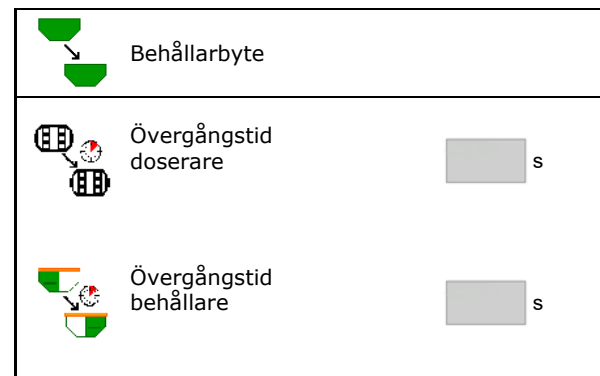 Behållarbyte
Övergångstid
doserare
s
Övergångstid
behållare
s